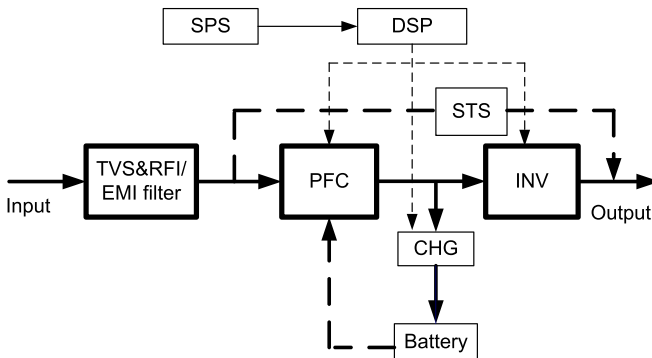 SPS
DSP
STS
TVS&RFI/
EMI filter
PFC
INV
Input
Output
CHG
Battery